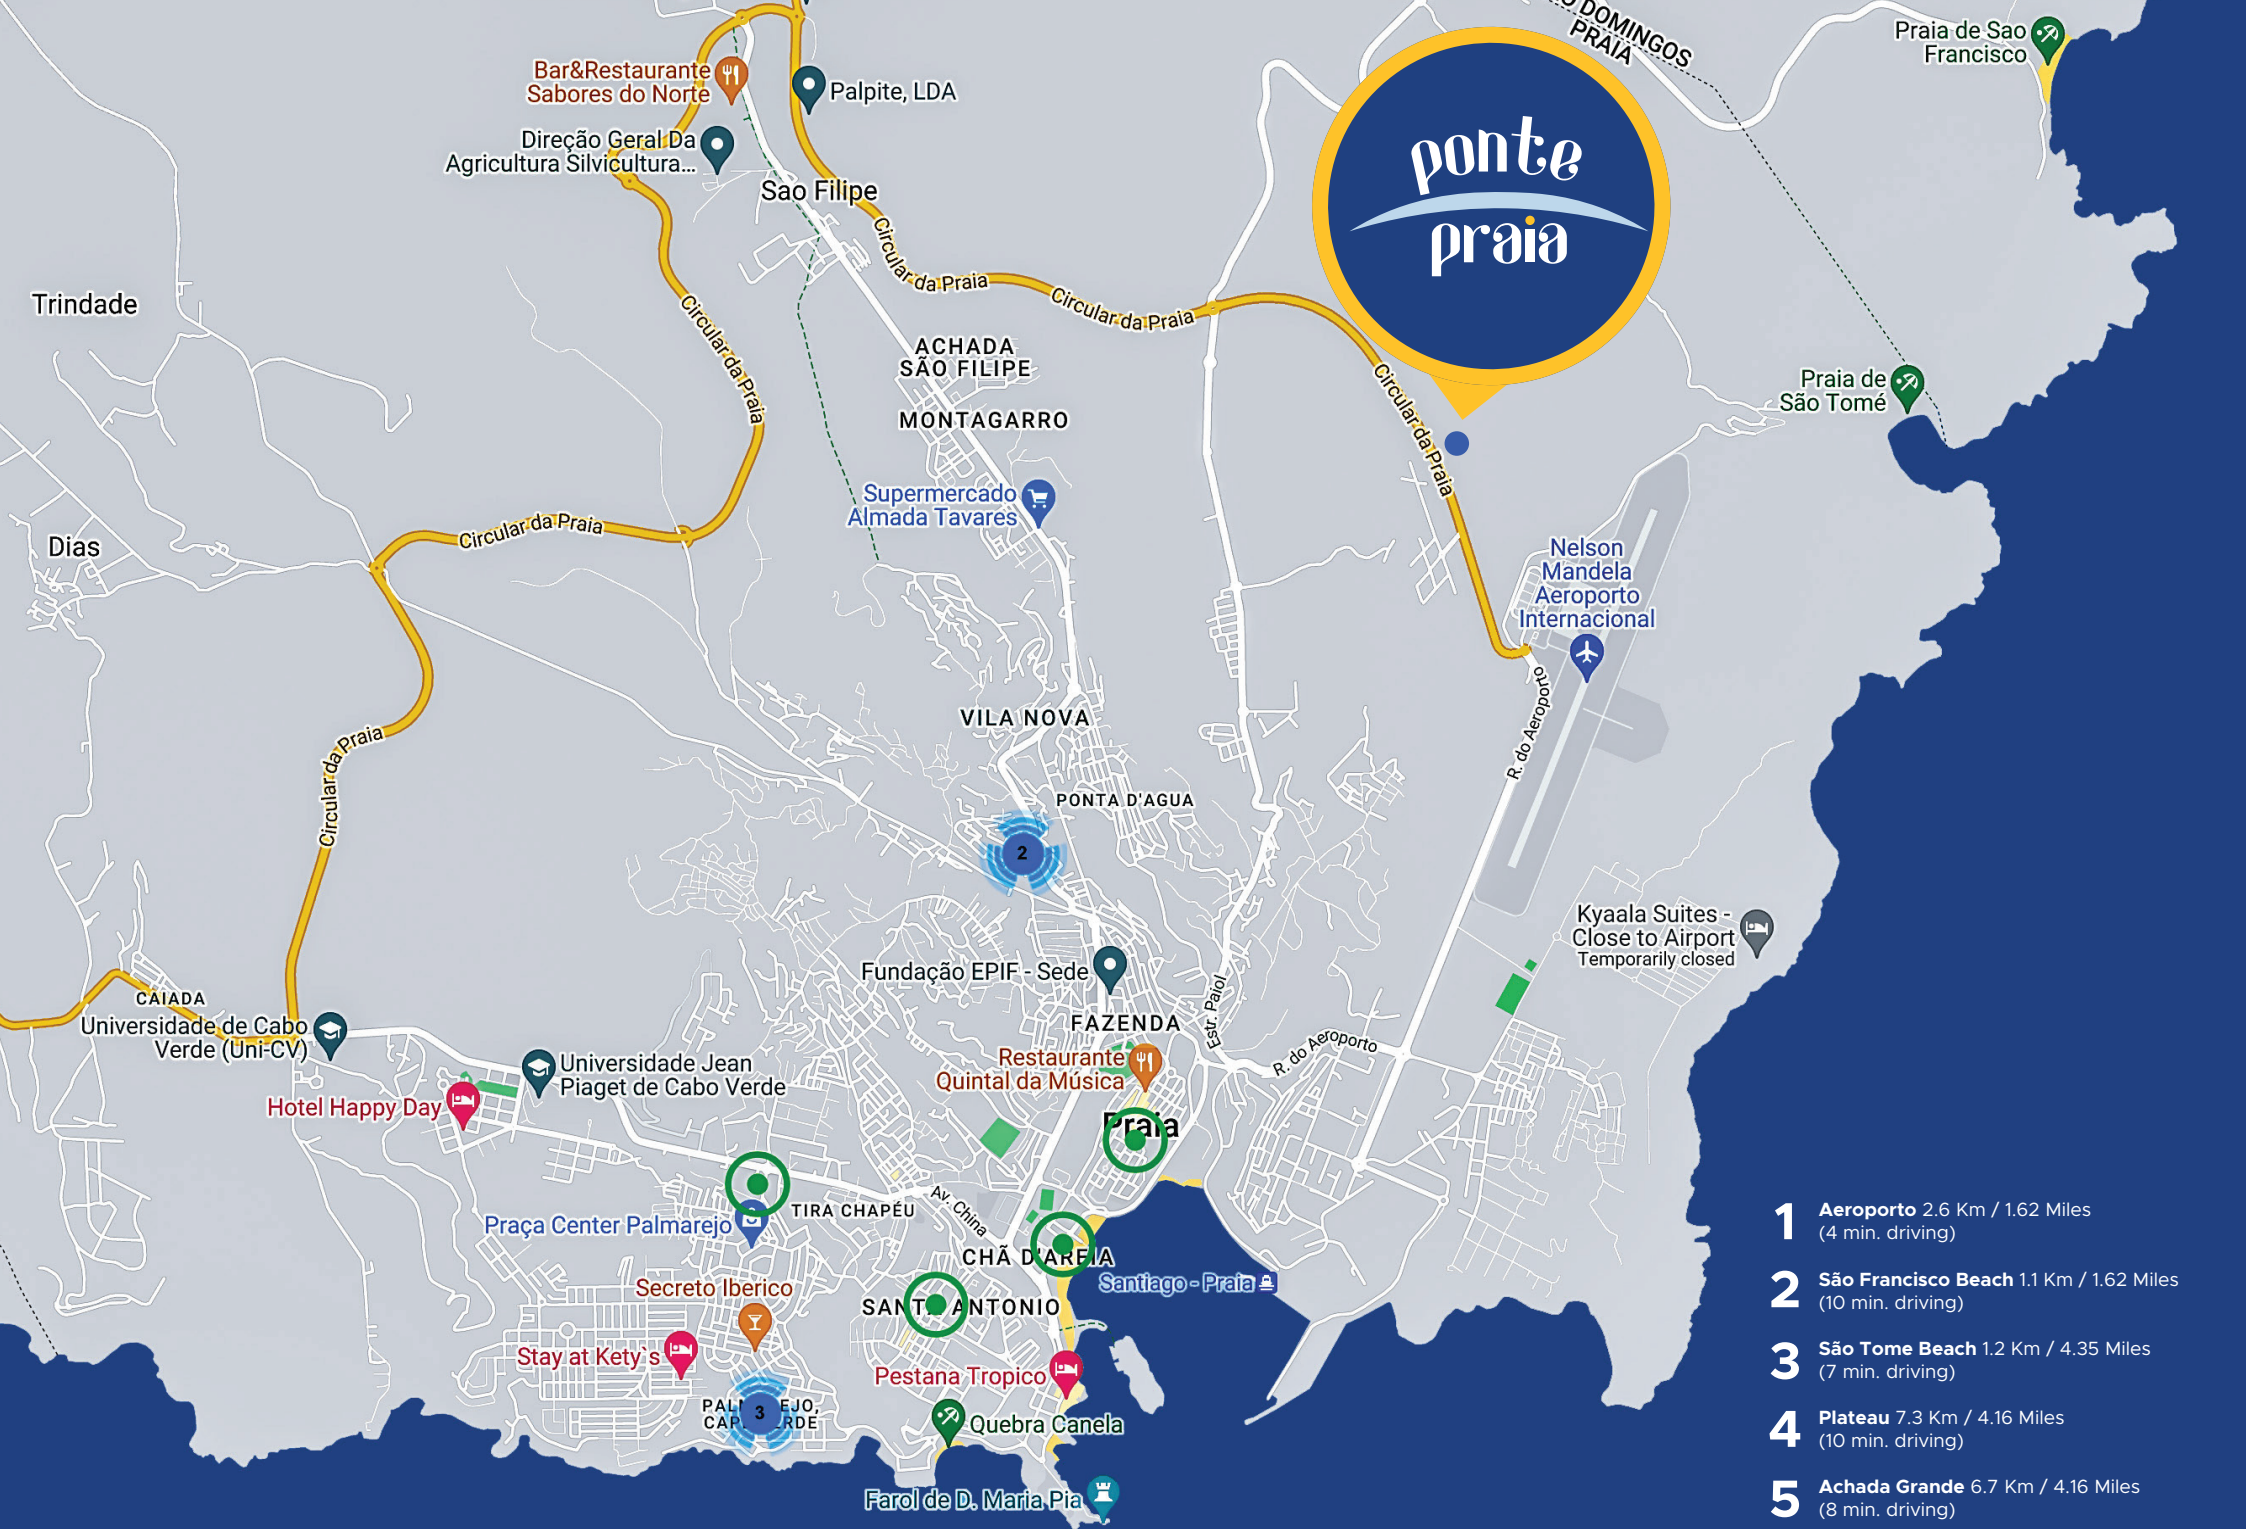 O DOMINGOS
PRAIA
Praia de Sao
Francisco
Bar&Restaurante
Sabores do Norte
Palpite, LDA
ponte
praia
Direção Geral Da
Agricultura Silvicultura...
Sao Filipe
Circular da Praia
Circular da Praia
Circular da Praia
Circular da Praia
Trindade
ACHADA
SÃO FILIPE
MONTAGARRO
Praia de
São Tomé
Supermercado
Almada Tavares
Circular da Praia
Dias
Nelson
Mandela
Aeroporto
Internacional
R. do Aeroporto
VILA NOVA
Circular da Praia
PONTA D'AGUA
2
Kyaala Suites -
Close to Airport
Temporarily closed
Fundação EPIF - Sede
CAIADA
Universidade de Cabo
Verde (Uni-CV)
Estr. Paiol
FAZENDA
R. do Aeroporto
Universidade Jean
Piaget de Cabo Verde
Restaurante
Quintal da Música
Hotel Happy Day
Praia
Av. China
TIRA CHAPÉU
Praça Center Palmarejo
CHÃ D'AREIA
Santiago - Praia
Secreto Iberico
SANTO ANTONIO
Stay at Kety`s
Pestana Tropico
3
Quebra Canela
Farol de D. Maria Pia
1 Aeroporto 2.6 Km / 1.62 Miles
(4 min. driving)
2 São Francisco Beach 1.1 Km / 1.62 Miles
(10 min. driving)
3 São Tome Beach 1.2 Km / 4.35 Miles
(7 min. driving)
4 Plateau 7.3 Km / 4.16 Miles
(10 min. driving)
5 Achada Grande 6.7 Km / 4.16 Miles
(8 min. driving)